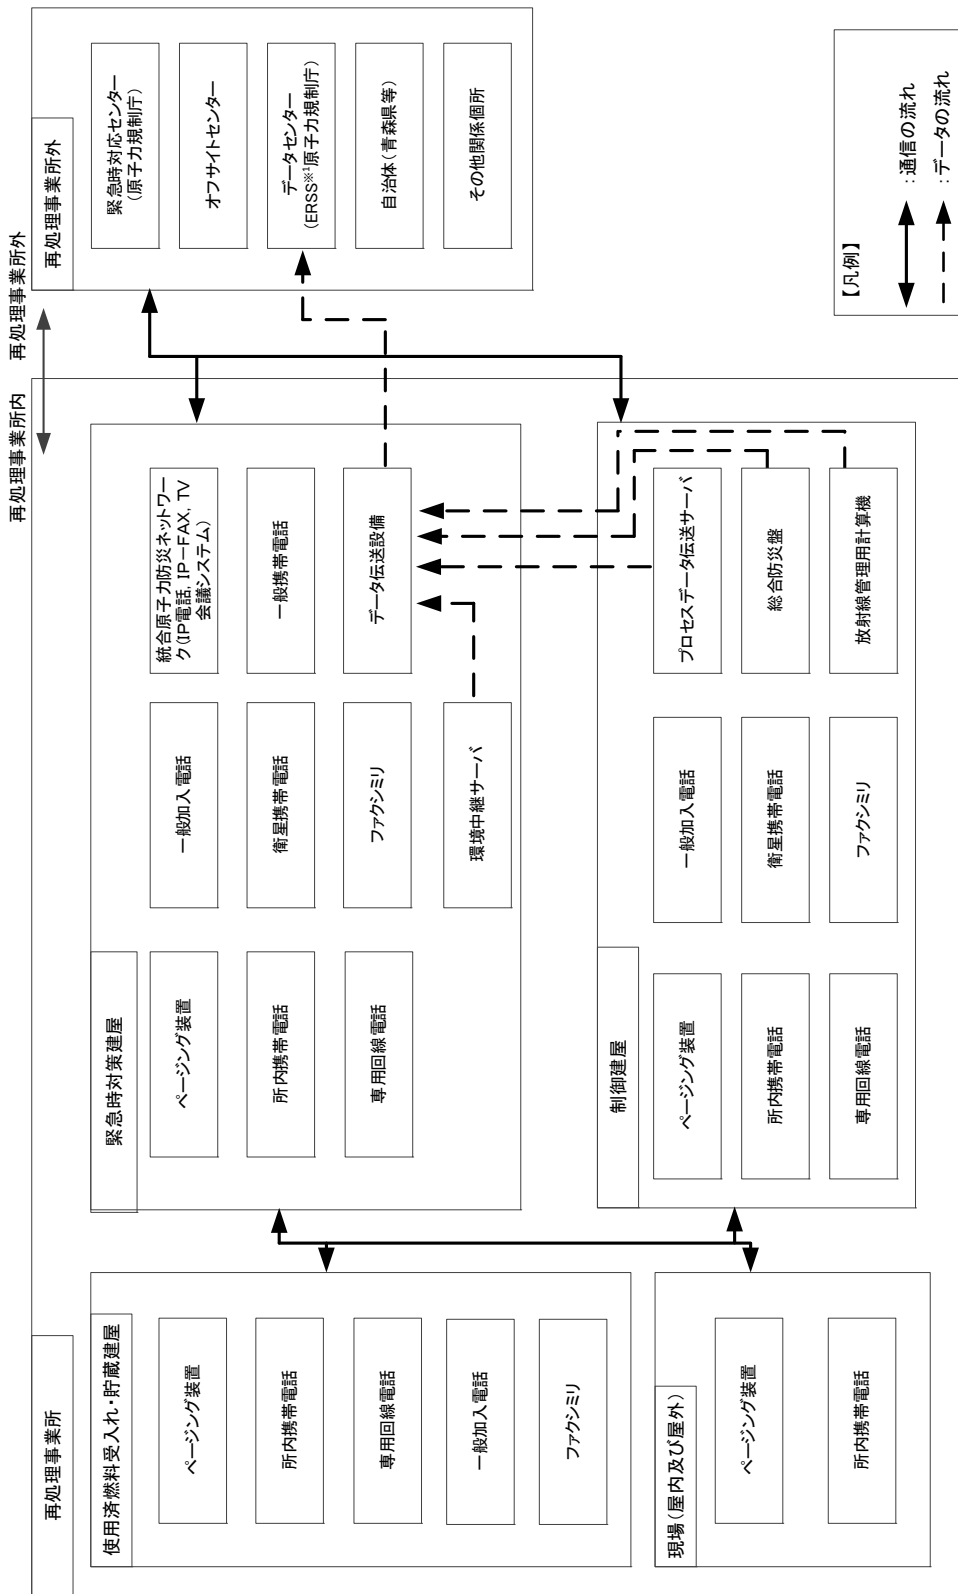 再処理事業所
再処理事業所内
再処理事業所外
使用済燃料受入れ・貯蔵建屋
ページング装置
所内携帯電話
専用回線電話
一般加入電話
ファクシミリ
現場(屋内及び屋外)
ページング装置
所内携帯電話
緊急時対策建屋
ページング装置
所内携帯電話
専用回線電話
一般加入電話
衛星携帯電話
ファクシミリ
環境中継サーバ
統合原子力防災ネットワー
ク(IP電話, IP-FAX, TV
会議システム)
一般携帯電話
データ伝送設備
制御建屋
ページング装置
所内携帯電話
専用回線電話
一般加入電話
衛星携帯電話
ファクシミリ
プロセスデータ伝送サーバ
総合防災盤
放射線管理用計算機
再処理事業所外
緊急時対応センター
(原子力規制庁)
オフサイトセンター
データセンター
(ERSS※1原子力規制庁)
自治体(青森県等)
その他関係個所
【凡例】
:通信の流れ
:データの流れ